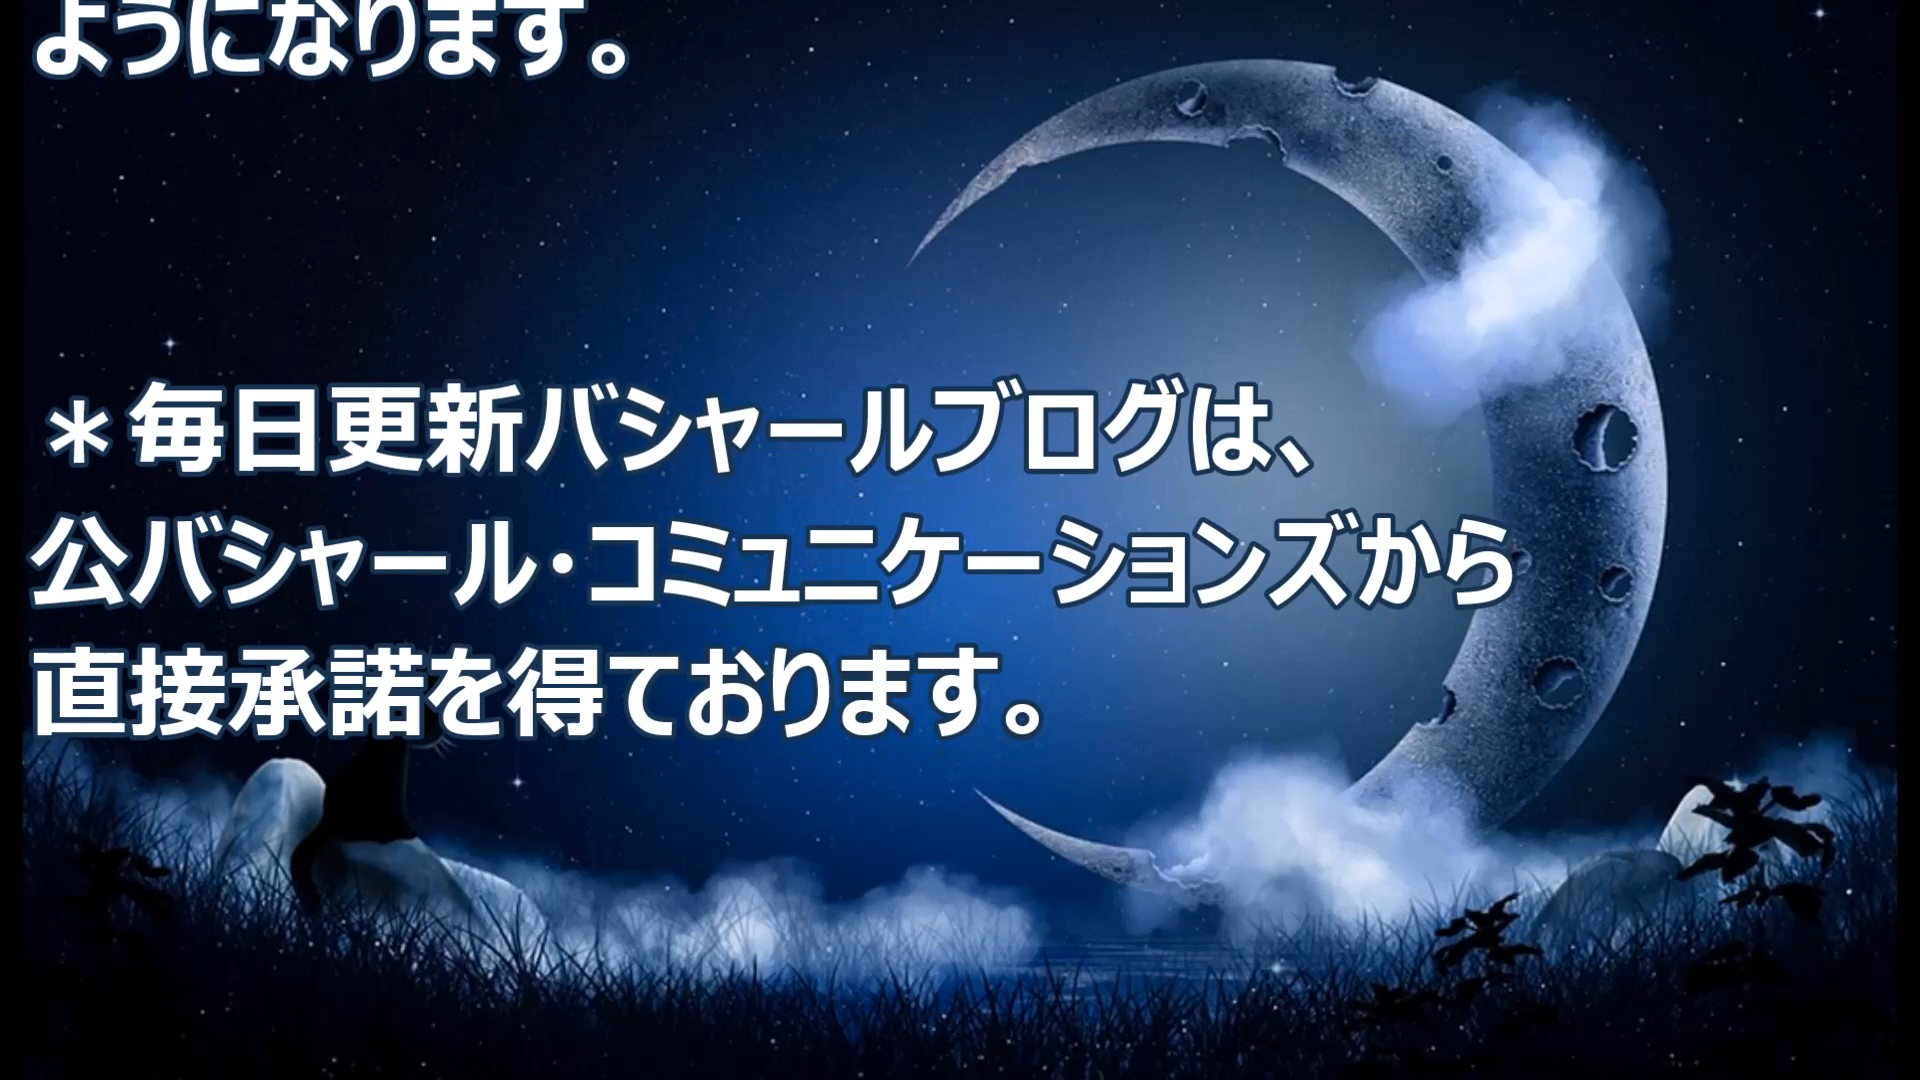 ようになります。
＊毎日更新バシャールブログは、
公バシャール・コミュニケーションズから
直接承諾を得ております。